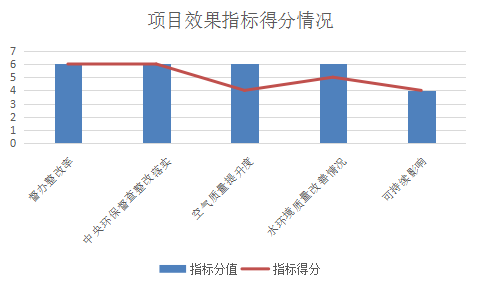 项目效果指标得分情况
7
6
5
4
3
2
1
0
督办整改率
中央环保督查整改落实
空气质量提升度
水环境质量改善情况
可持续影响
指标分值
指标得分